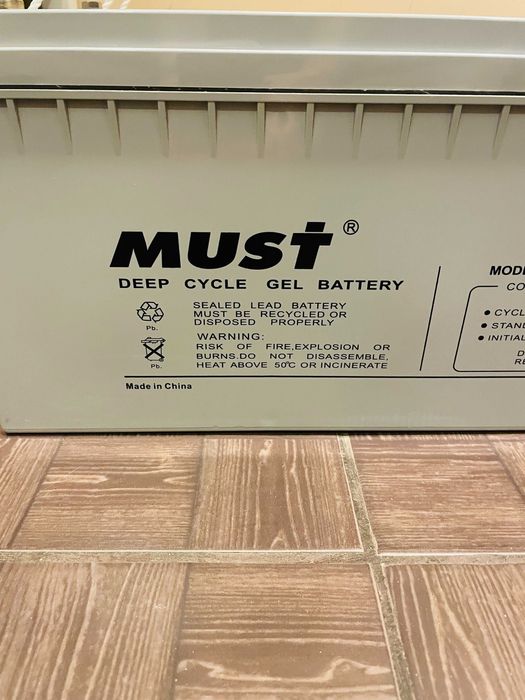 MUST ®
DEEP CYCLE GEL BATTERY
SEALED LEAD BATTERY
MUST BE RECYCLED OR
DISPOSED PROPERLY
Pb.
WARNING:
RISK OF FIRE,EXPLOSION OR
BURNS.DO NOT DISASSEMBLE,
HEAT ABOVE 50℃ OR INCINERATE
Pb.
Made in China